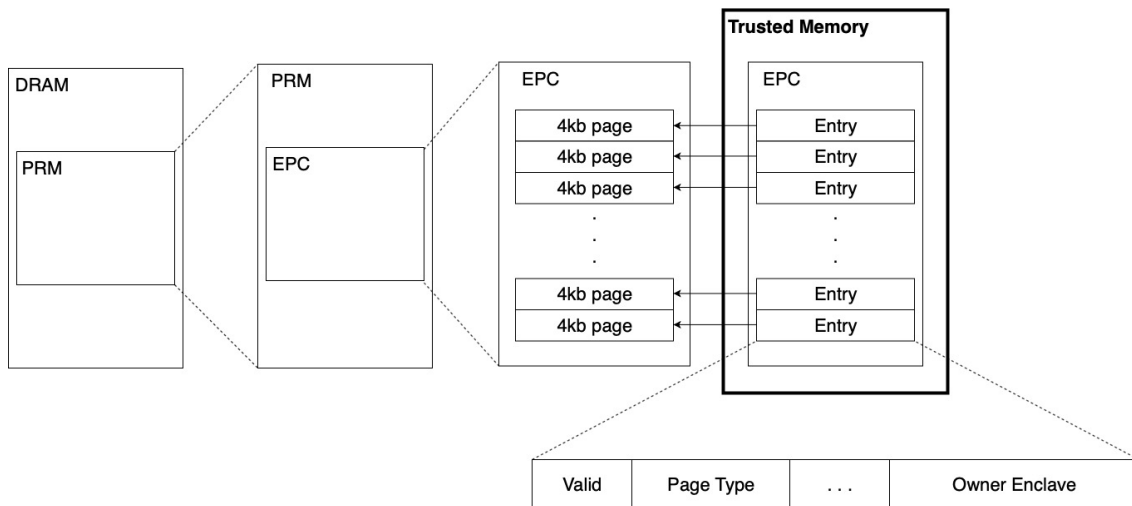 Trusted Memory
DRAM
PRM
PRM
EPC
EPC
4kb page
4kb page
4kb page
.
.
.
4kb page
4kb page
EPC
Entry
Entry
Entry
.
.
.
Entry
Entry
Valid Page Type . . . Owner Enclave